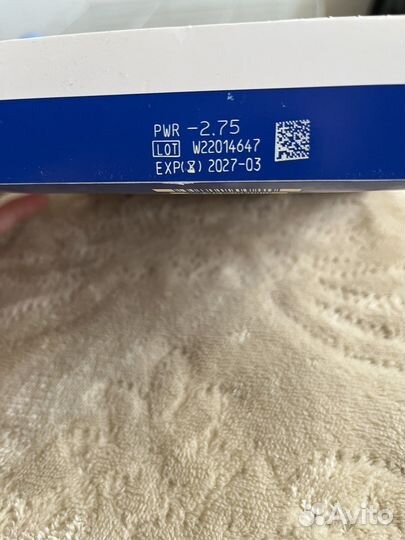 PWR -2.75
LOT W22014647
EXP(⌛) 2027-03
Avito